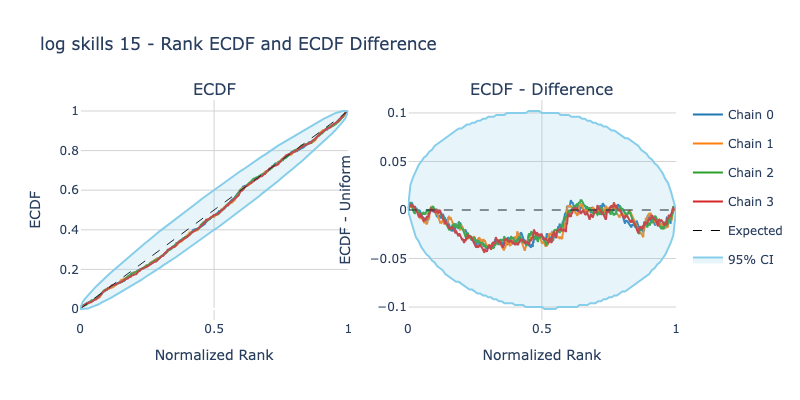 log skills 15 - Rank ECDF and ECDF Difference
ECDF
ECDF
1
0.8
0.6
0.4
0.2
0
0
0.5
1
Normalized Rank
ECDF - Difference
ECDF - Uniform
0.1
0.05
0
−0.05
−0.1
0
0.5
1
Normalized Rank
Chain 0
Chain 1
Chain 2
Chain 3
Expected
95% CI